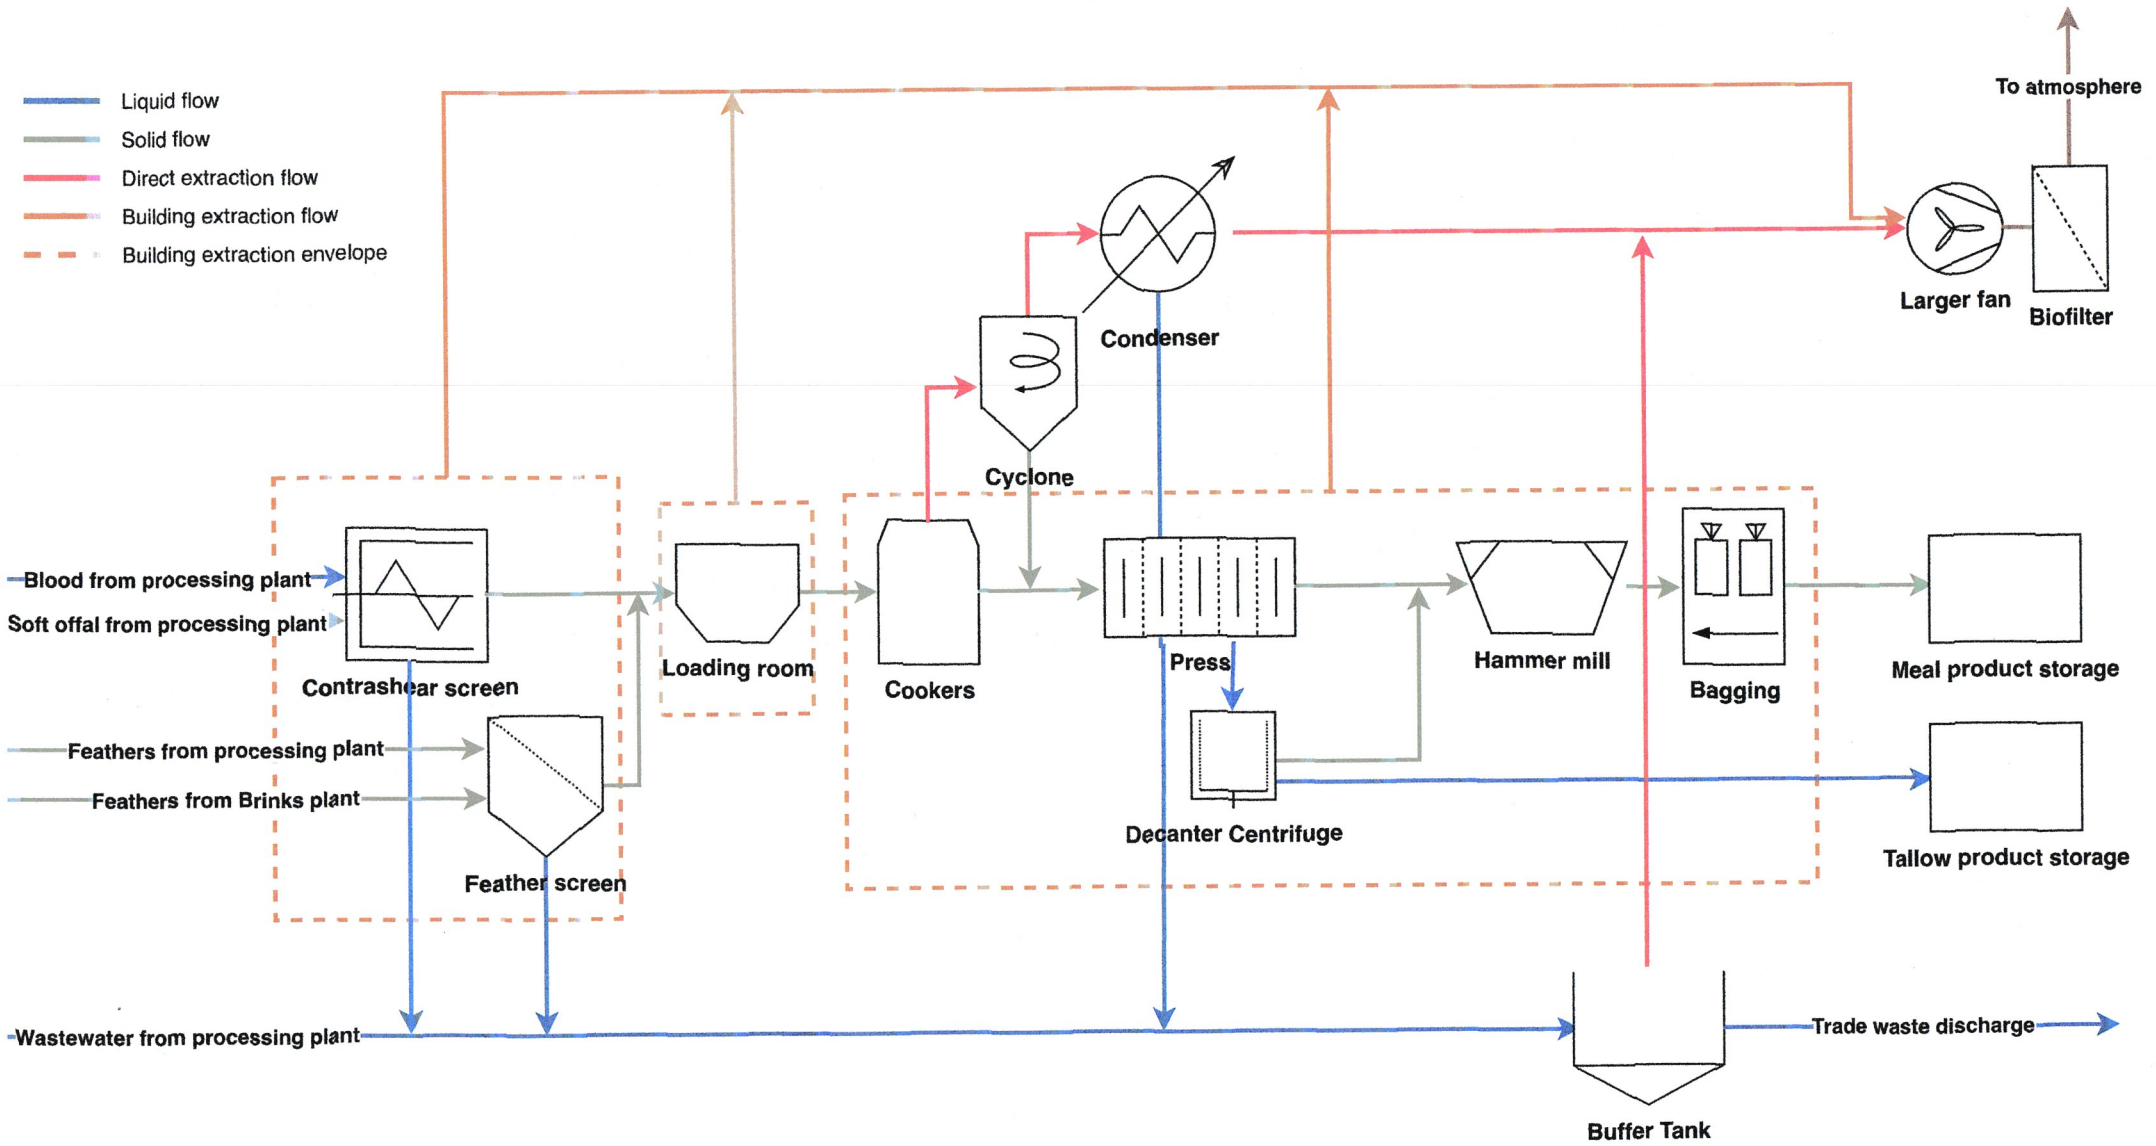 To atmosphere
Liquid flow
Solid flow
Direct extraction flow
Building extraction flow
Building extraction envelope
Larger fan
Biofilter
Condenser
Cyclone
Blood from processing plant
Soft offal from processing plant
Contrashear screen
Loading room
Cookers
Press
Hammer mill
Bagging
Meal product storage
Feathers from processing plant
Feathers from Brinks plant
Decanter Centrifuge
Tallow product storage
Feather screen
Wastewater from processing plant
Trade waste discharge
Buffer Tank